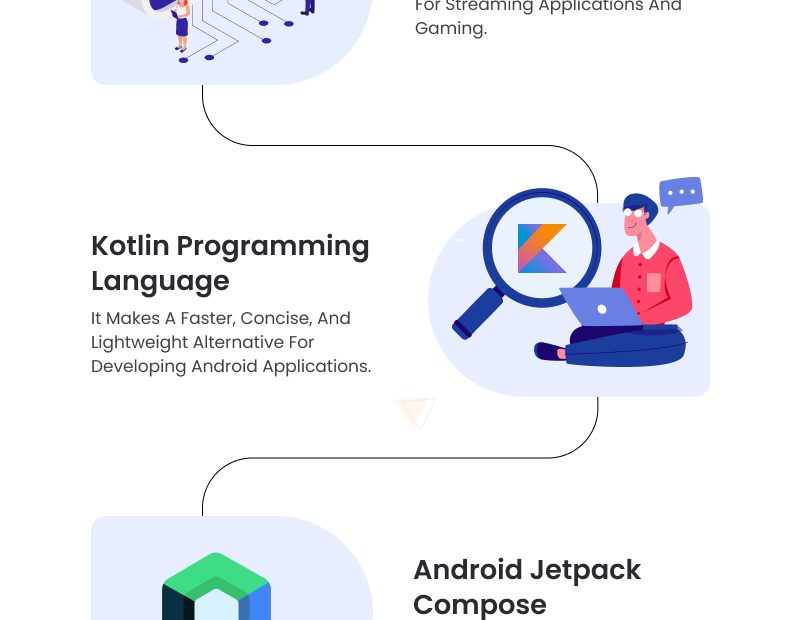 For Streaming Applications And
Gaming.
Kotlin Programming
Language
It Makes A Faster, Concise, And
Lightweight Alternative For
Developing Android Applications.
Android Jetpack
Compose